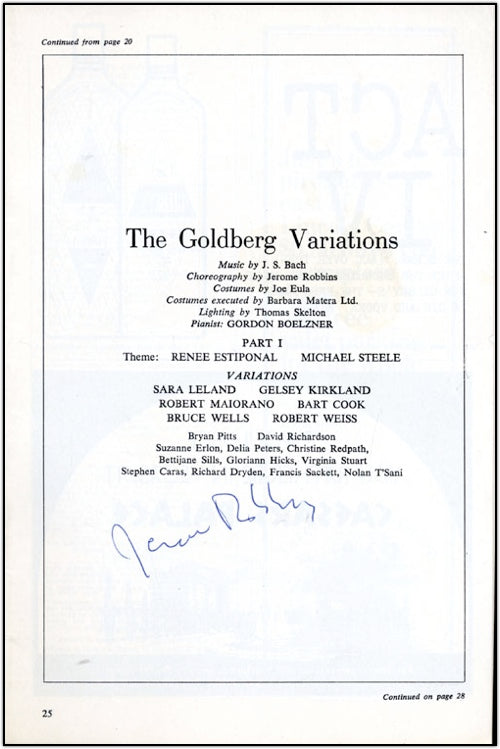 Continued from page 20
The Goldberg Variations
Music by J. S. Bach
Choreography by Jerome Robbins
Costumes by Joe Eula
Costumes executed by Barbara Matera Ltd.
Lighting by Thomas Skelton
Pianist: GORDON BOELZNER
PART I
Theme: RENEE ESTIPONAL MICHAEL STEELE
VARIATIONS
SARA LELAND GELSEY KIRKLAND
ROBERT MAIORANO BART COOK
BRUCE WELLS ROBERT WEISS
Bryan Pitts David Richardson
Suzanne Erlon, Delia Peters, Christine Redpath,
Bettijane Sills, Gloriann Hicks, Virginia Stuart
Stephen Caras, Richard Dryden, Francis Sackett, Nolan T'Sani
Jerome Robbins
Continued on page 28
25